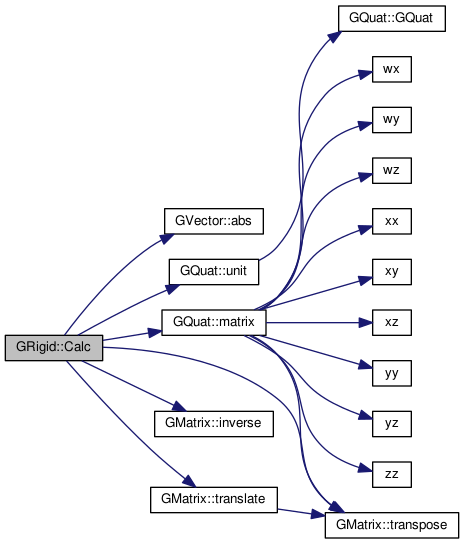 GQuat::GQuat
wx
wy
wz
GVector::abs
xx
GQuat::unit
xy
GQuat::matrix
xz
GRigid::Calc
yy
GMatrix::inverse
yz
zz
GMatrix::translate
GMatrix::transpose